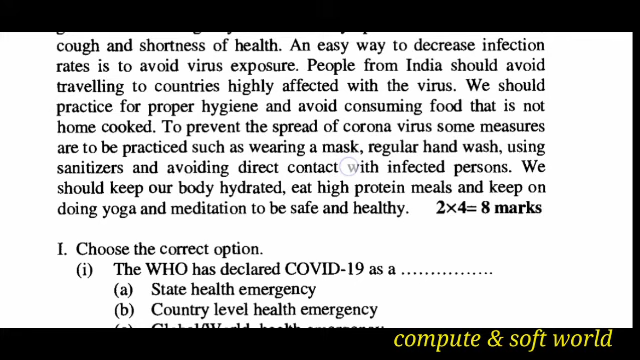 cough and shortness of health. An easy way to decrease infection
rates is to avoid virus exposure. People from India should avoid
travelling to countries highly affected with the virus. We should
practice for proper hygiene and avoid consuming food that is not
home cooked. To prevent the spread of corona virus some measures
are to be practiced such as wearing a mask, regular hand wash, using
sanitizers and avoiding direct contact with infected persons. We
should keep our body hydrated, eat high protein meals and keep on
doing yoga and meditation to be safe and healthy. 2×4= 8 marks
I. Choose the correct option.
(i) The WHO has declared COVID-19 as a ................
(a) State health emergency
(b) Country level health emergency
compute & soft world